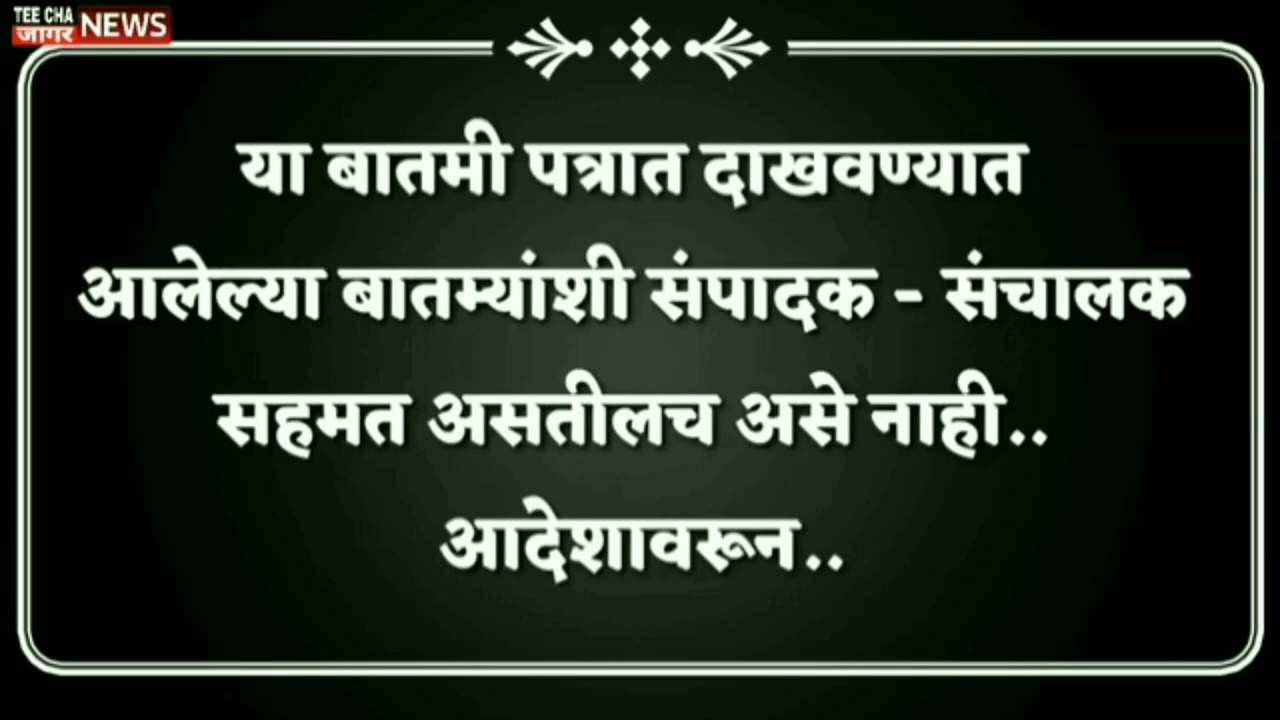 TEE CHA
जागर NEWS
या बातमी पत्रात दाखवण्यात
आलेल्या बातम्यांशी संपादक - संचालक
सहमत असतीलच असे नाही..
आदेशावरून..